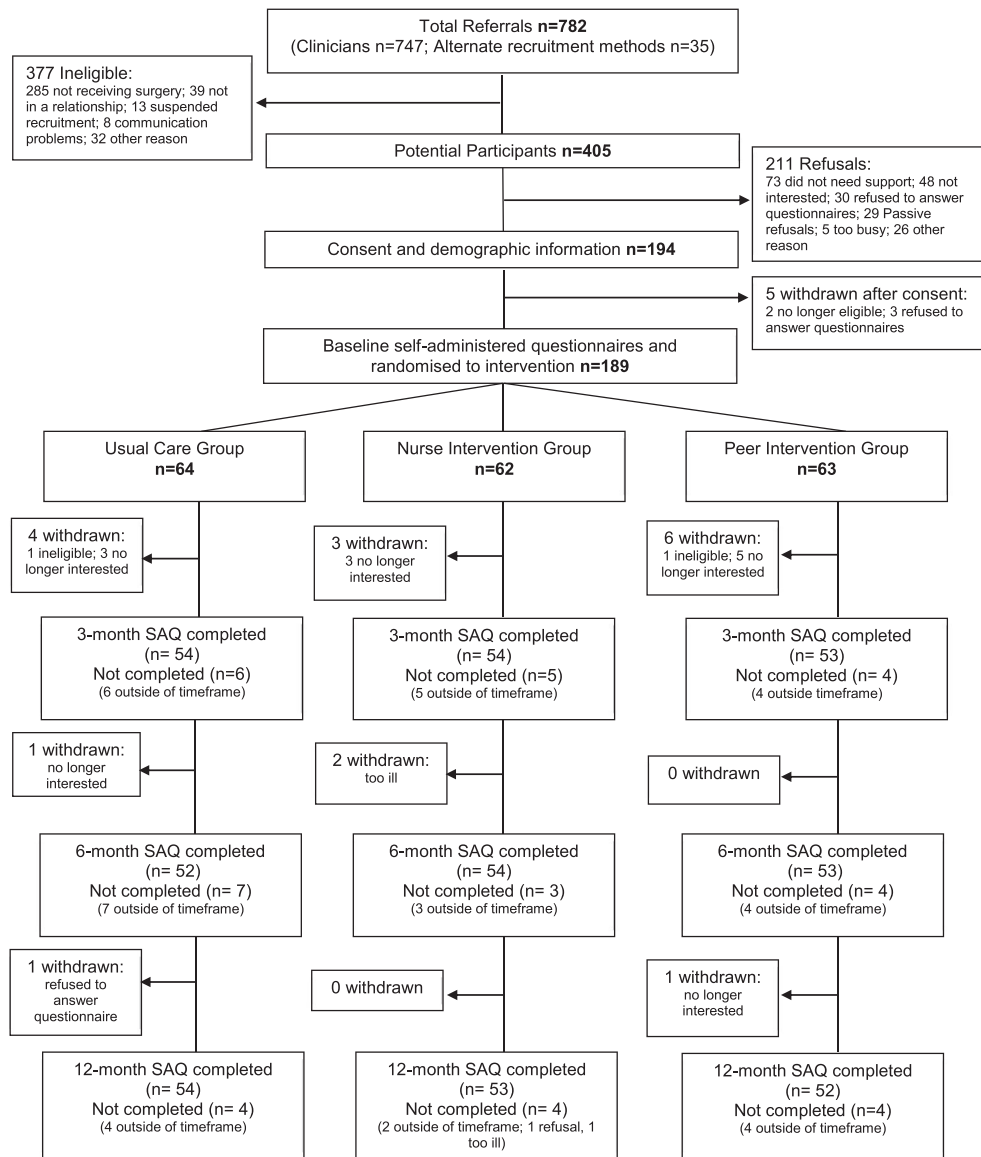 Total Referrals n=782
(Clinicians n=747; Alternate recruitment methods n=35)
377 Ineligible:
285 not receiving surgery; 39 not
in a relationship; 13 suspended
recruitment; 8 communication
problems; 32 other reason
Potential Participants n=405
211 Refusals:
73 did not need support; 48 not
interested; 30 refused to answer
questionnaires; 29 Passive
refusals; 5 too busy; 26 other
reason
Consent and demographic information n=194
5 withdrawn after consent:
2 no longer eligible; 3 refused to
answer questionnaires
Baseline self-administered questionnaires and
randomised to intervention n=189
Usual Care Group
n=64
Nurse Intervention Group
n=62
Peer Intervention Group
n=63
4 withdrawn:
1 ineligible; 3 no
longer interested
3 withdrawn:
3 no longer
interested
6 withdrawn:
1 ineligible; 5 no
longer interested
3-month SAQ completed
(n= 54)
Not completed (n=6)
(6 outside of timeframe)
3-month SAQ completed
(n= 54)
Not completed (n=5)
(5 outside of timeframe)
3-month SAQ completed
(n= 53)
Not completed (n= 4)
(4 outside of timeframe)
1 withdrawn:
no longer
interested
2 withdrawn:
too ill
0 withdrawn
6-month SAQ completed
(n= 52)
Not completed (n= 7)
(7 outside of timeframe)
6-month SAQ completed
(n= 54)
Not completed (n= 3)
(3 outside of timeframe)
6-month SAQ completed
(n= 53)
Not completed (n= 4)
(4 outside of timeframe)
1 withdrawn:
refused to
answer
questionnaire
0 withdrawn
1 withdrawn:
no longer
interested
12-month SAQ completed
(n= 54)
Not completed (n= 4)
(4 outside of timeframe)
12-month SAQ completed
(n= 53)
Not completed (n= 4)
(2 outside of timeframe; 1 refusal, 1
too ill)
12-month SAQ completed
(n= 52)
Not completed (n=4)
(4 outside of timeframe)